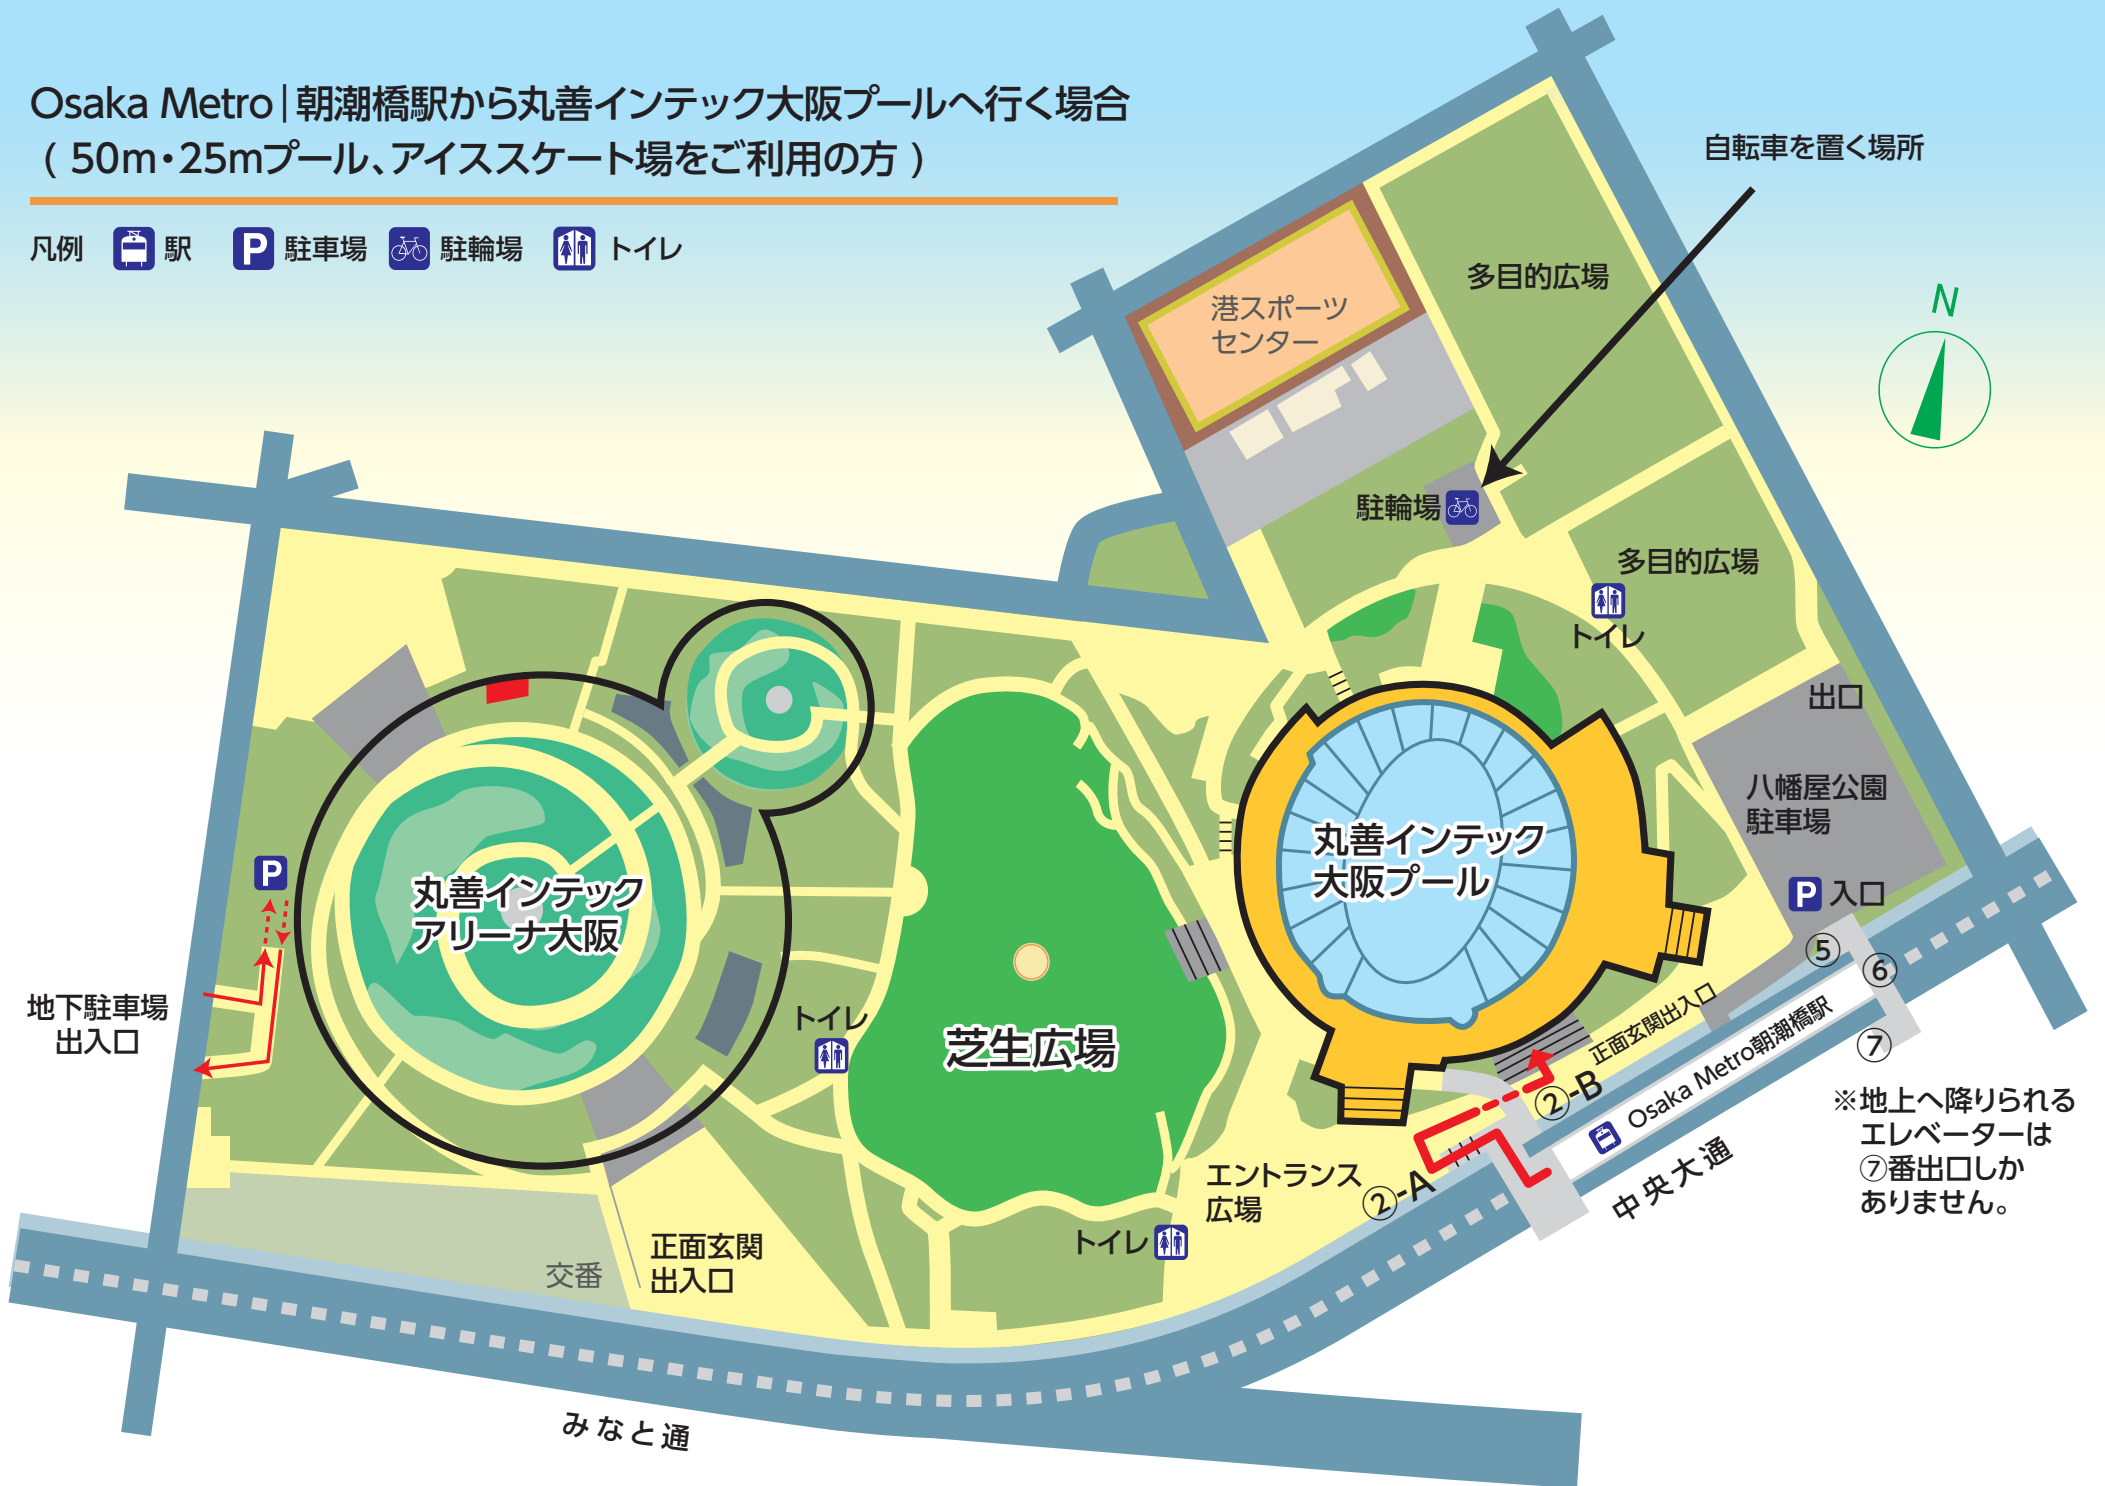 Osaka Metro|朝潮橋駅から丸善インテック大阪プールへ行く場合
( 50m・25mプール、アイススケート場をご利用の方 )
凡例 駅 P 駐車場 駐輪場 トイレ
自転車を置く場所
多目的広場
港スポーツ
センター
N
駐輪場
多目的広場
トイレ
出口
八幡屋公園
駐車場
P 入口
丸善インテック
大阪プール
P
丸善インテック
アリーナ大阪
地下駐車場
出入口
トイレ
芝生広場
⑤
⑥
⑦
正面玄関出入口
Osaka Metro朝潮橋駅
②-B
②-A
中央大通
※地上へ降りられる
エレベーターは
⑦番出口しか
ありません。
エントランス
広場
トイレ
正面玄関
出入口
交番
みなと通